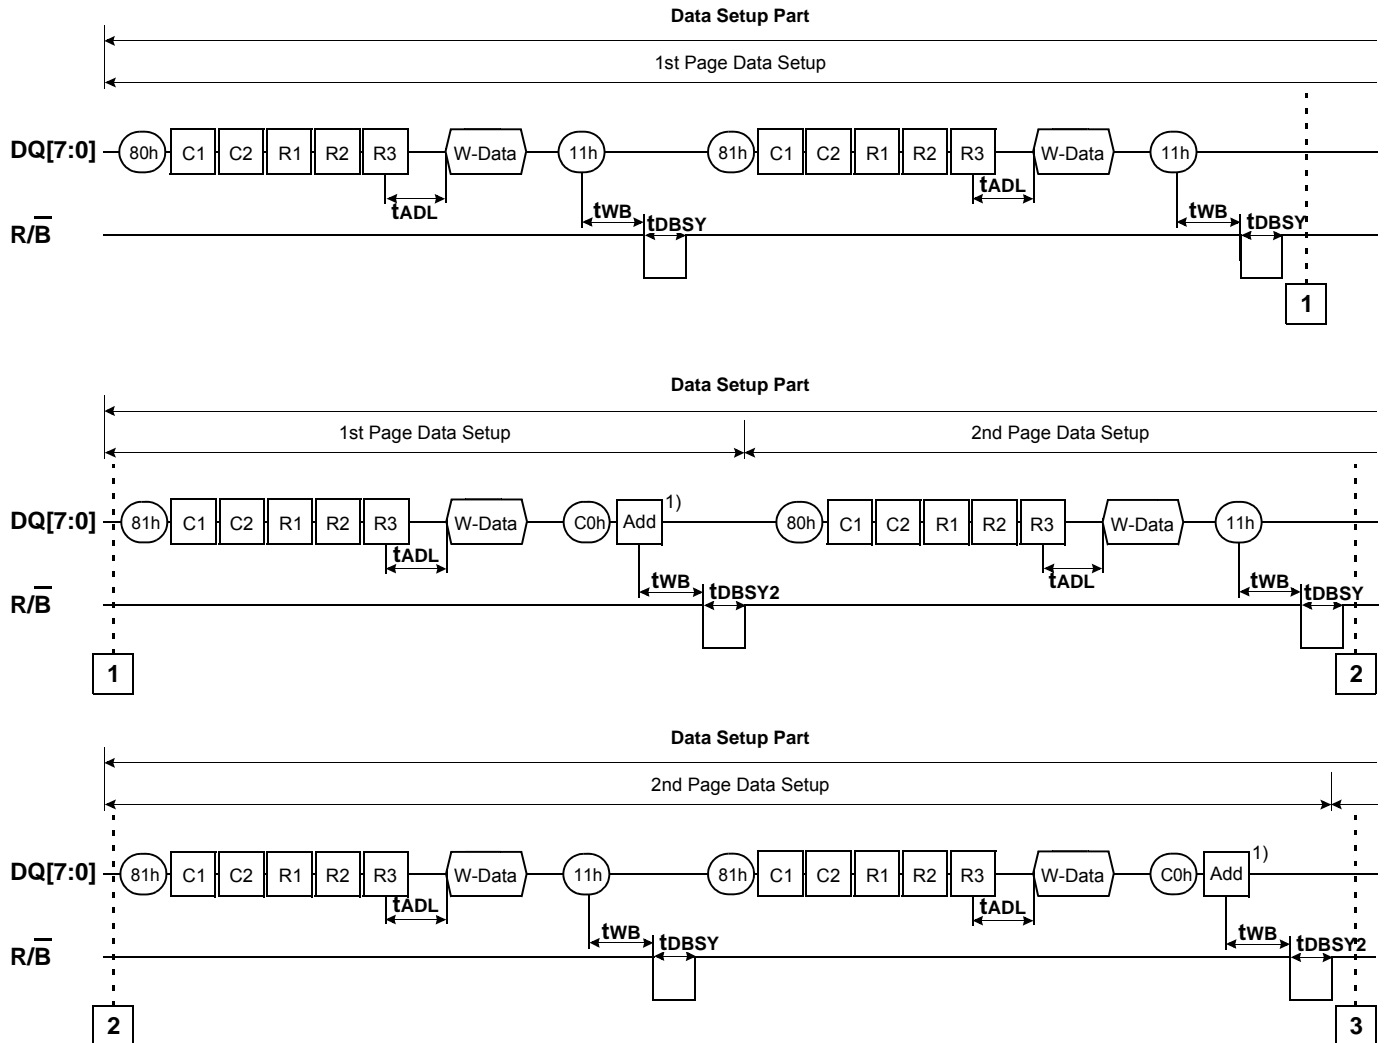 Data Setup Part
1st Page Data Setup
DQ[7:0] 80h C1 C2 R1 R2 R3 W-Data 11h 81h C1 C2 R1 R2 R3 W-Data 11h
tADL tWB tDBSY tADL tWB tDBSY
R/B
1
Data Setup Part
1st Page Data Setup 2nd Page Data Setup
DQ[7:0] 81h C1 C2 R1 R2 R3 W-Data C0h Add 1) 80h C1 C2 R1 R2 R3 W-Data 11h
tADL tWB tDBSY2 tADL tWB tDBSY
R/B
1 2
Data Setup Part
2nd Page Data Setup
DQ[7:0] 81h C1 C2 R1 R2 R3 W-Data 11h 81h C1 C2 R1 R2 R3 W-Data C0h Add 1)
tADL tWB tDBSY tADL tWB tDBSY2
R/B
2 3